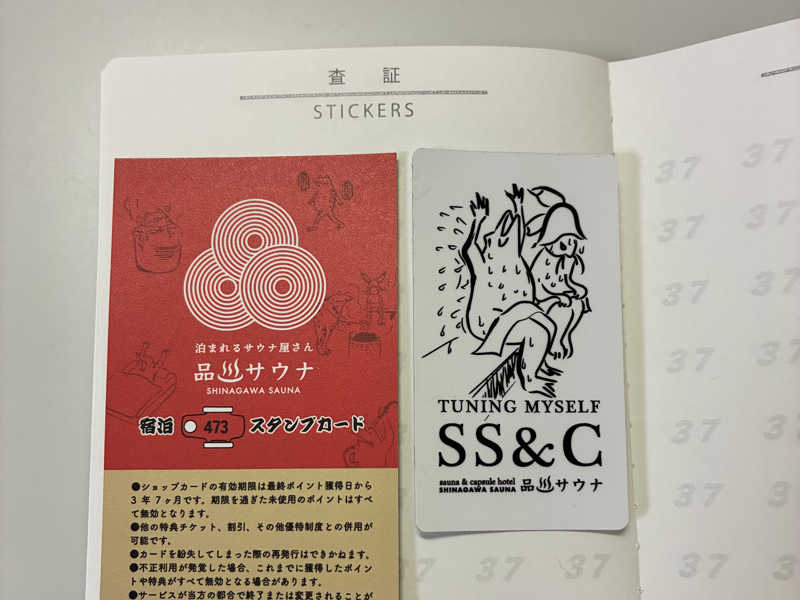 査証
STICKERS
泊まれるサウナ屋さん
品川サウナ
SHINAGAWA SAUNA
宿泊 473 スタンプカード
●ショップカードの有効期限は最終ポイント獲得日から
3年7ヶ月です。期限を過ぎた未使用のポイントはすべ
て無効となります。
●他の特典チケット、割引、その他優待制度との併用が
可能です。
●カードを紛失してしまった際の再発行はできかねます。
●不正利用が発覚した場合、これまでに獲得したポイン
トや特典がすべて無効となる場合があります。
●サービスが当方の都合で終了または変更されることが
TUNING MYSELF
SS&C
sauna & capsule hotel
SHINAGAWA SAUNA 品川サウナ
37 37
37 37
37 37
37 37
37 37
37 37
37 37
37 37 37 37